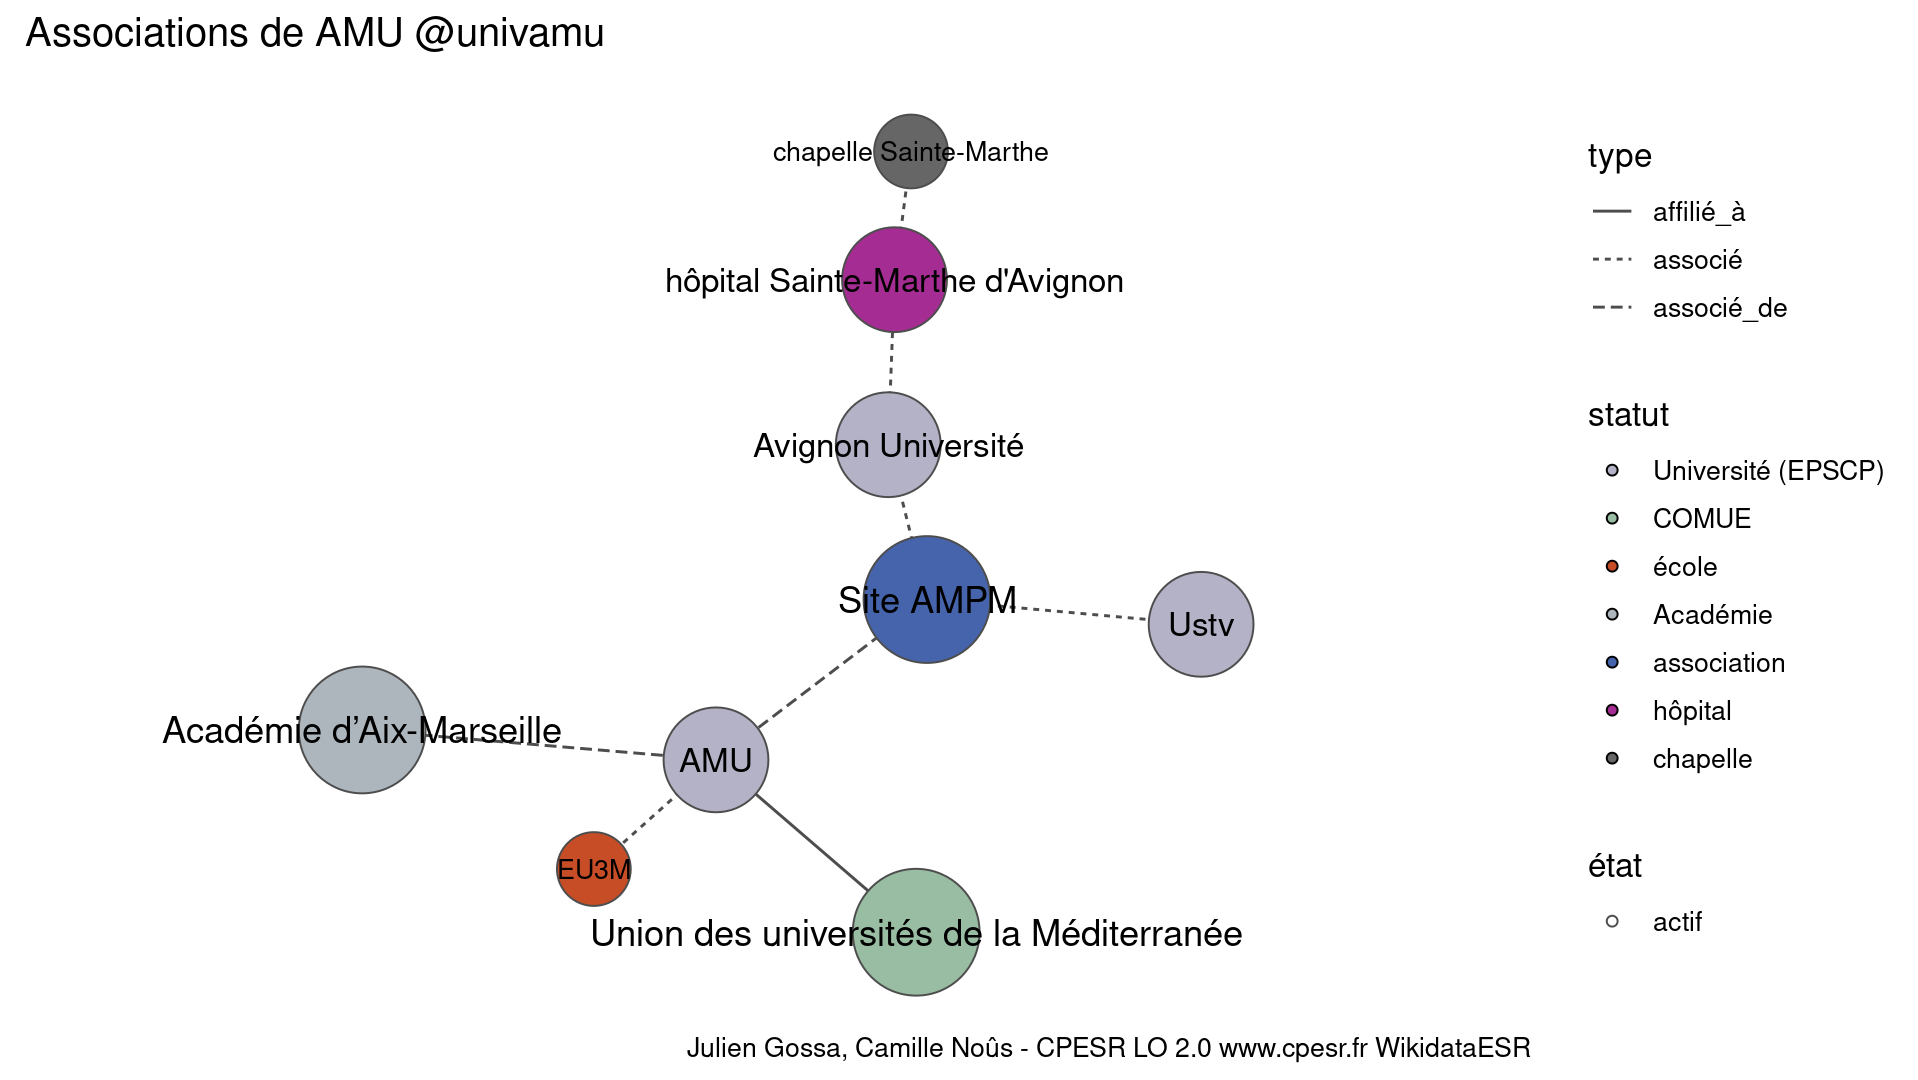 Associations de AMU @univamu
chapelle Sainte-Marthe
hôpital Sainte-Marthe d'Avignon
Avignon Université
Site AMPM
Ustv
Académie d’Aix-Marseille
AMU
EU3M
Union des universités de la Méditerranée
type
affilié_à
associé
associé_de
statut
Université (EPSCP)
COMUE
école
Académie
association
hôpital
chapelle
état
actif
Julien Gossa, Camille Noûs - CPESR LO 2.0 www.cpesr.fr WikidataESR